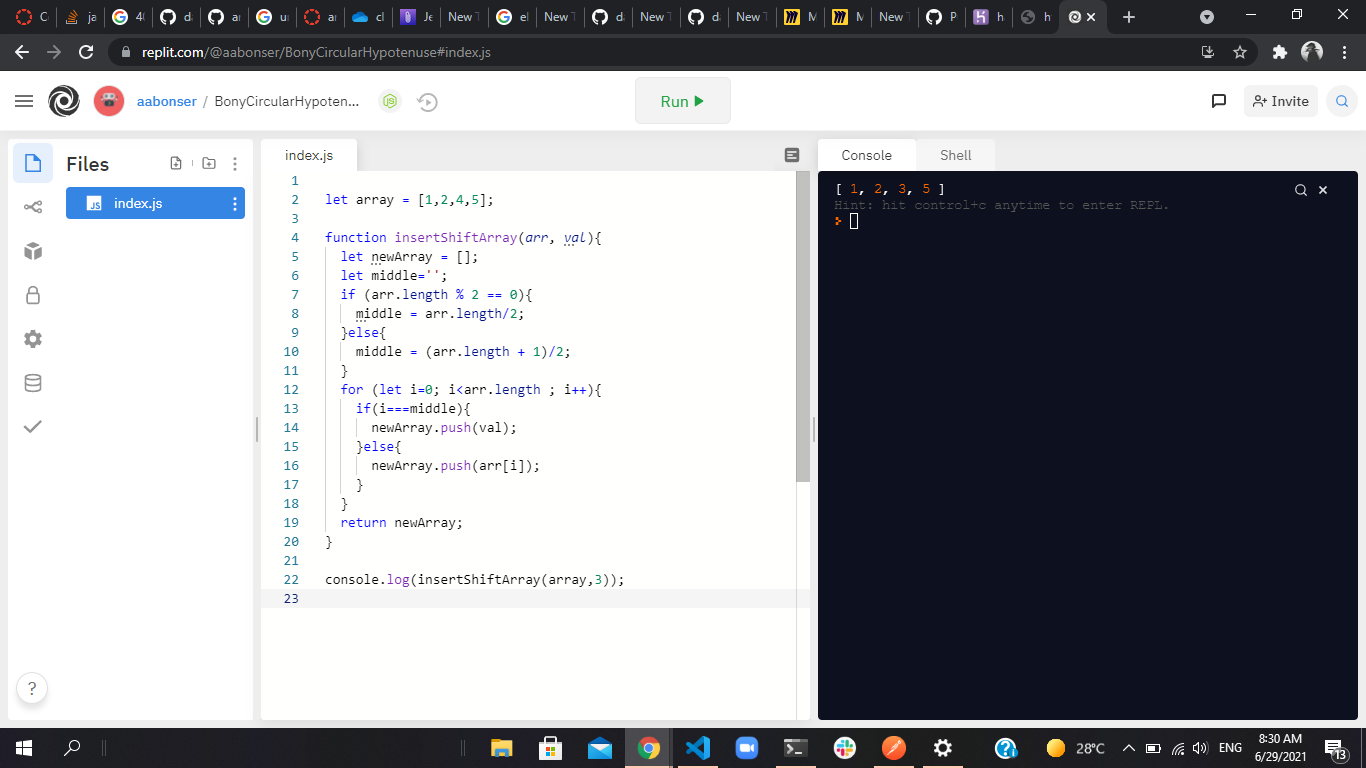 C
ja
4(
da
ar
ur
ar
cl
Je
New T
el
New T
da
New T
da
New T
M
M
New T
P
h
h
replit.com/@aabonser/BonyCircularHypotenuse#index.js
aabonser / BonyCircularHypoten...
Run
Invite
Files
index.js
index.js
Console
Shell
1
2 let array = [1,2,4,5];
3
4 function insertShiftArray(arr, val){
5 let newArray = [];
6 let middle='';
7 if (arr.length % 2 == 0){
8 middle = arr.length/2;
9 }else{
10 middle = (arr.length + 1)/2;
11 }
12 for (let i=0; i<arr.length ; i++){
13 if(i===middle){
14 newArray.push(val);
15 }else{
16 newArray.push(arr[i]);
17 }
18 }
19 return newArray;
20 }
21
22 console.log(insertShiftArray(array,3));
23
[ 1, 2, 3, 5 ]
Hint: hit control+c anytime to enter REPL.
?
28°C
ENG
8:30 AM
6/29/2021
13